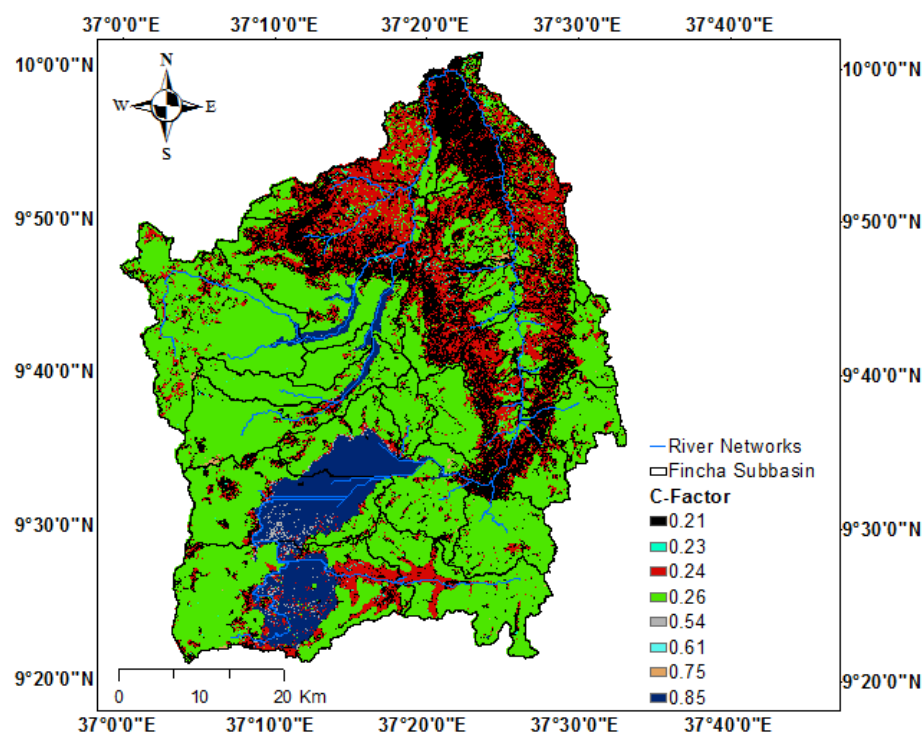 37°0'0"E 37°10'0"E 37°20'0"E 37°30'0"E 37°40'0"E
N
W E
S
10°0'0"N 10°0'0"N
9°50'0"N 9°50'0"N
9°40'0"N 9°40'0"N
9°30'0"N 9°30'0"N
9°20'0"N 9°20'0"N
River Networks
Fincha Subbasin
C-Factor
0.21
0.23
0.24
0.26
0.54
0.61
0.75
0.85
0 10 20 Km
37°0'0"E 37°10'0"E 37°20'0"E 37°30'0"E 37°40'0"E